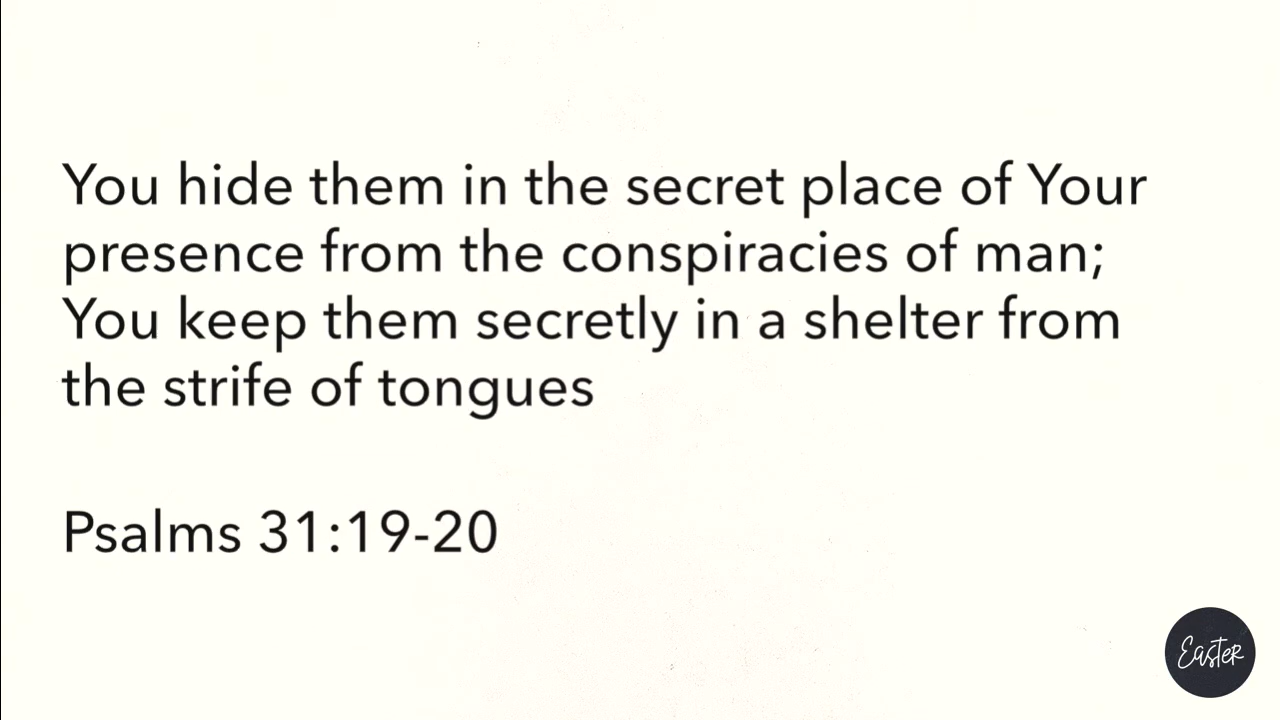 You hide them in the secret place of Your
presence from the conspiracies of man;
You keep them secretly in a shelter from
the strife of tongues
Psalms 31:19-20
Easter